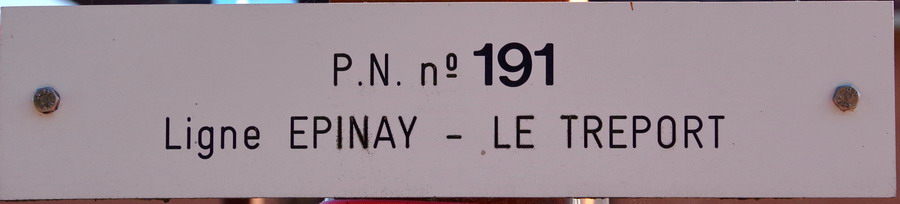 P.N. nº 191
Ligne EPINAY - LE TREPORT